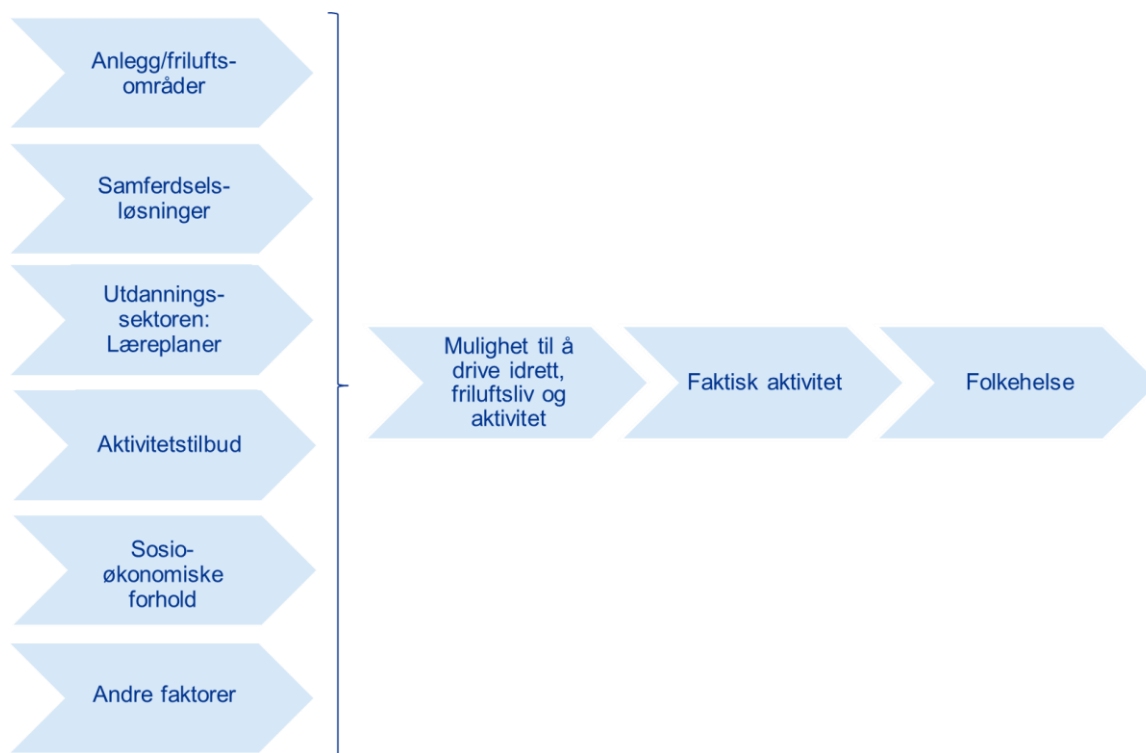 Anlegg/frilufts-
områder
Samferdsels-
løsninger
Utdannings-
sektoren:
Læreplaner
Aktivitetstilbud
Sosio-
økonomiske
forhold
Andre faktorer
Mulighet til å
drive idrett,
friluftsliv og
aktivitet
Faktisk aktivitet
Folkehelse